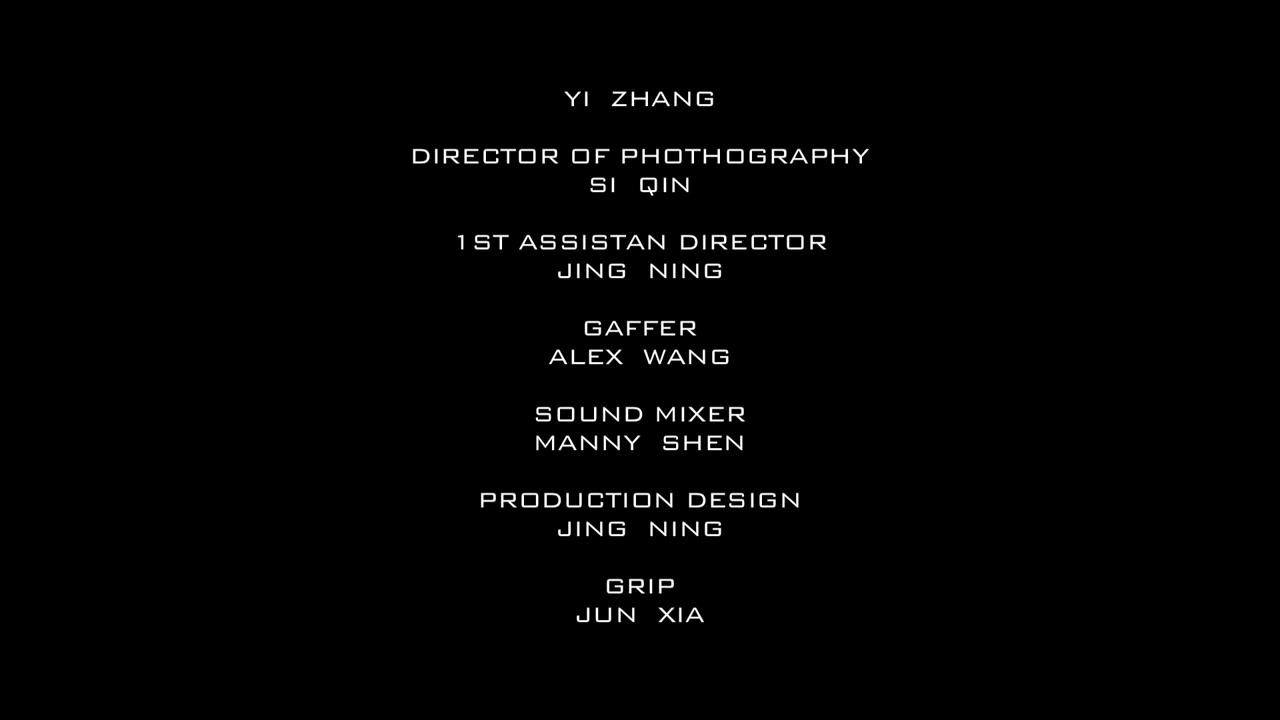 YI ZHANG
DIRECTOR OF PHOTHOGRAPHY
SI QIN
1ST ASSISTAN DIRECTOR
JING NING
GAFFER
ALEX WANG
SOUND MIXER
MANNY SHEN
PRODUCTION DESIGN
JING NING
GRIP
JUN XIA